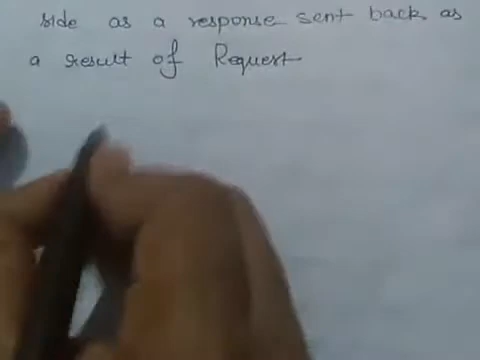 side as a response sent back as
a result of Request